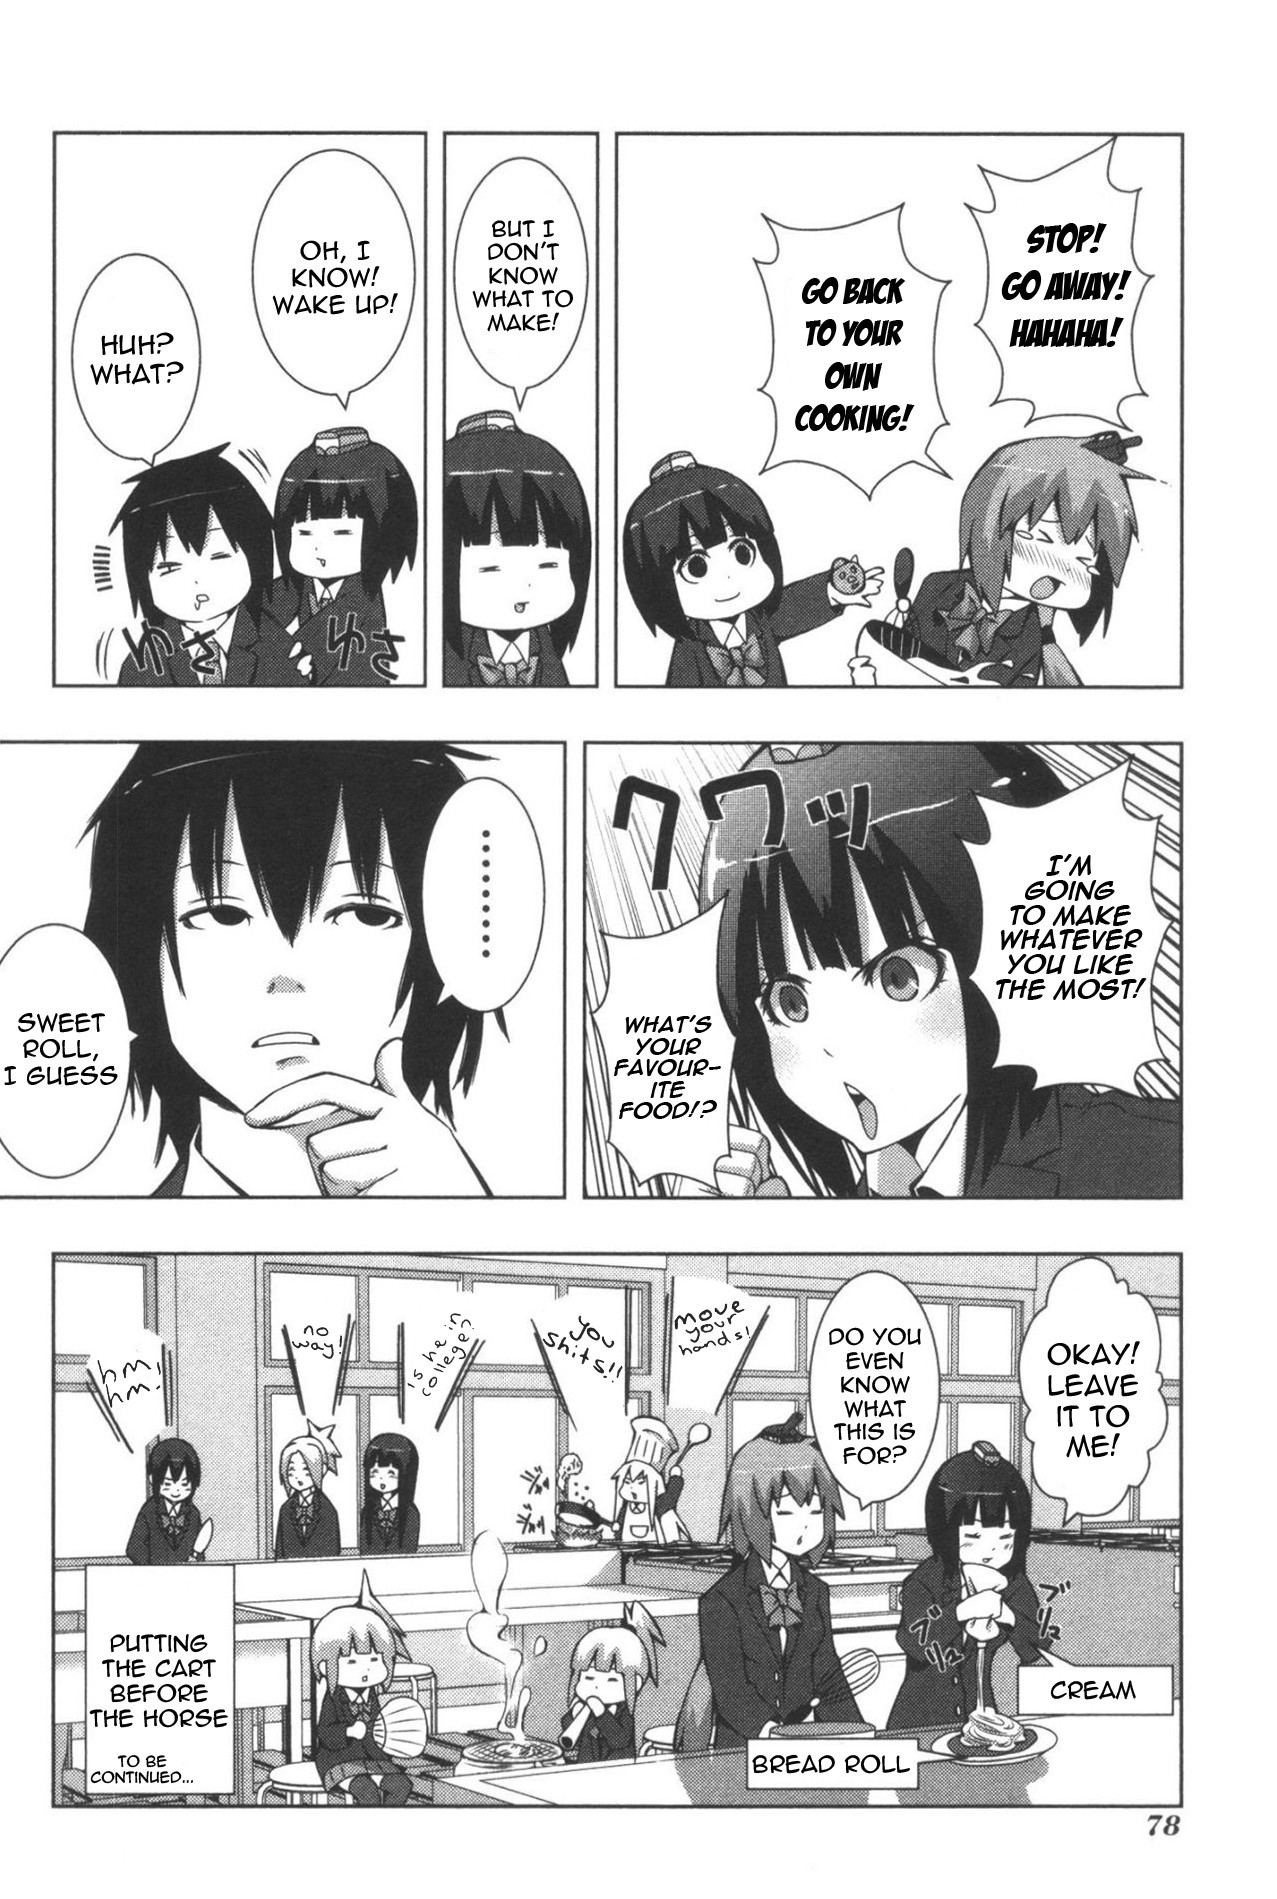 STOP!
GO AWAY!
HAHAHA!
GO BACK
TO YOUR
OWN
COOKING!
BUT I
DON'T
KNOW
WHAT TO
MAKE!
OH, I
KNOW!
WAKE UP!
HUH?
WHAT?
ゆさ
ゆさ
I'M
GOING
TO MAKE
WHATEVER
YOU LIKE
THE MOST!
クワッ
WHAT'S
YOUR
FAVOUR-
ITE
FOOD!?
.........
SWEET
ROLL,
I GUESS
OKAY!
LEAVE
IT TO
ME!
DO YOU
EVEN
KNOW
WHAT
THIS IS
FOR?
move
your
hands!
you
shits!!
is he in
college?
no
way!
hm,
hm.
CREAM
BREAD ROLL
PUTTING
THE CART
BEFORE
THE HORSE
TO BE
CONTINUED...
78